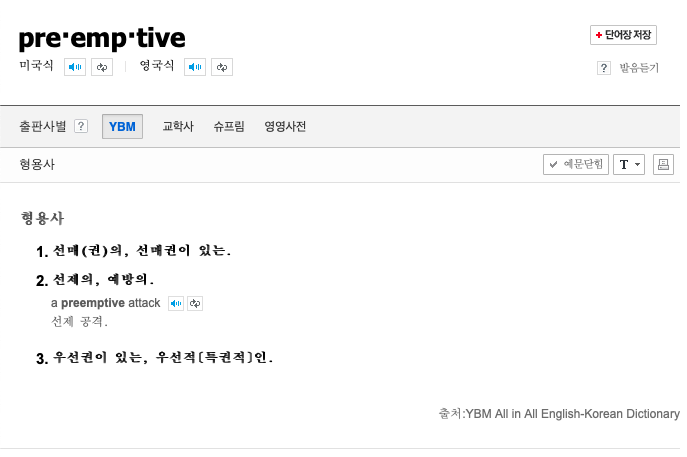 pre·emp·tive
+ 단어장 저장
미국식 영국식
? 발음듣기
출판사별 ? YBM 교학사 슈프림 영영사전
형용사 예문닫힘 T
형용사
1. 선매(권)의, 선매권이 있는.
2. 선제의, 예방의.
a preemptive attack
선제 공격.
3. 우선권이 있는, 우선적[특권적]인.
출처:YBM All in All English-Korean Dictionary